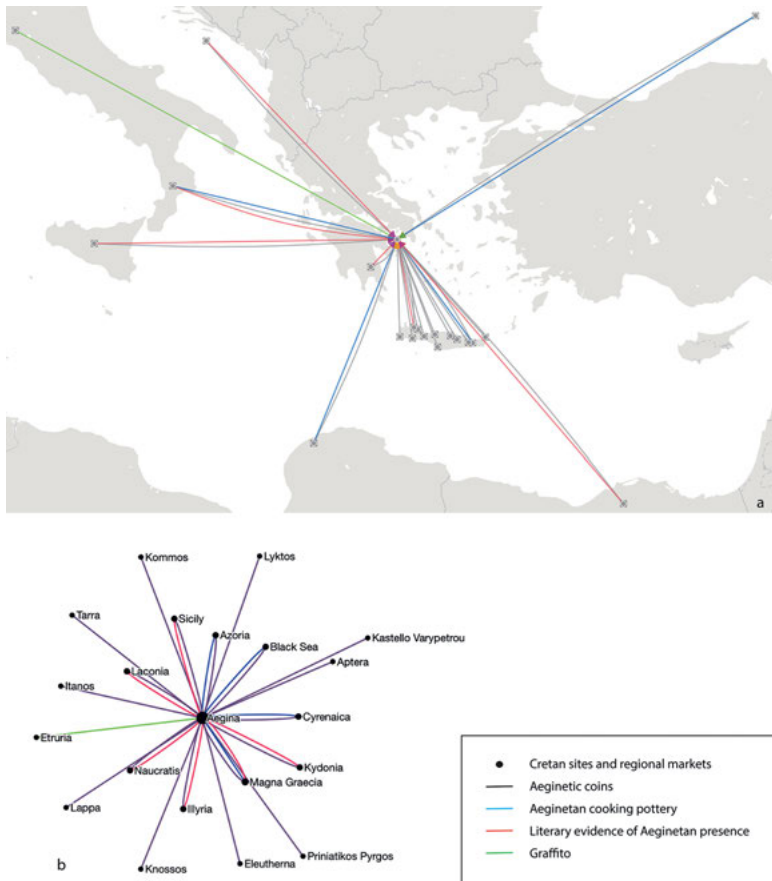 a
Kommos
Lyktos
Tarra
Sicily
Azoria
Black Sea
Kastello Varypetrou
Laconia
Aptera
Itanos
Aegina
Cyrenaica
Etruria
Naucratis
Kydonia
Magna Graecia
Lappa
Illyria
Priniatikos Pyrgos
Eleutherna
Knossos
b
Cretan sites and regional markets
Aeginetic coins
Aeginetan cooking pottery
Literary evidence of Aeginetan presence
Graffito